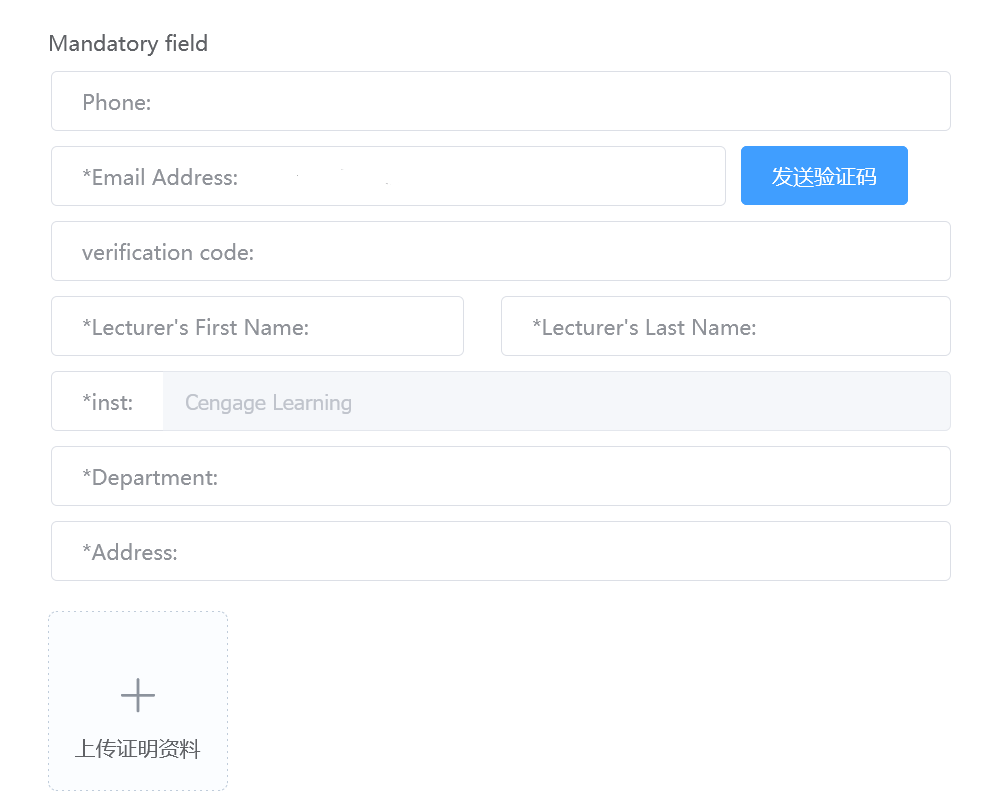 Mandatory field
Phone:
*Email Address:
发送验证码
verification code:
*Lecturer's First Name:
*Lecturer's Last Name:
*inst:
Cengage Learning
*Department:
*Address:
上传证明资料